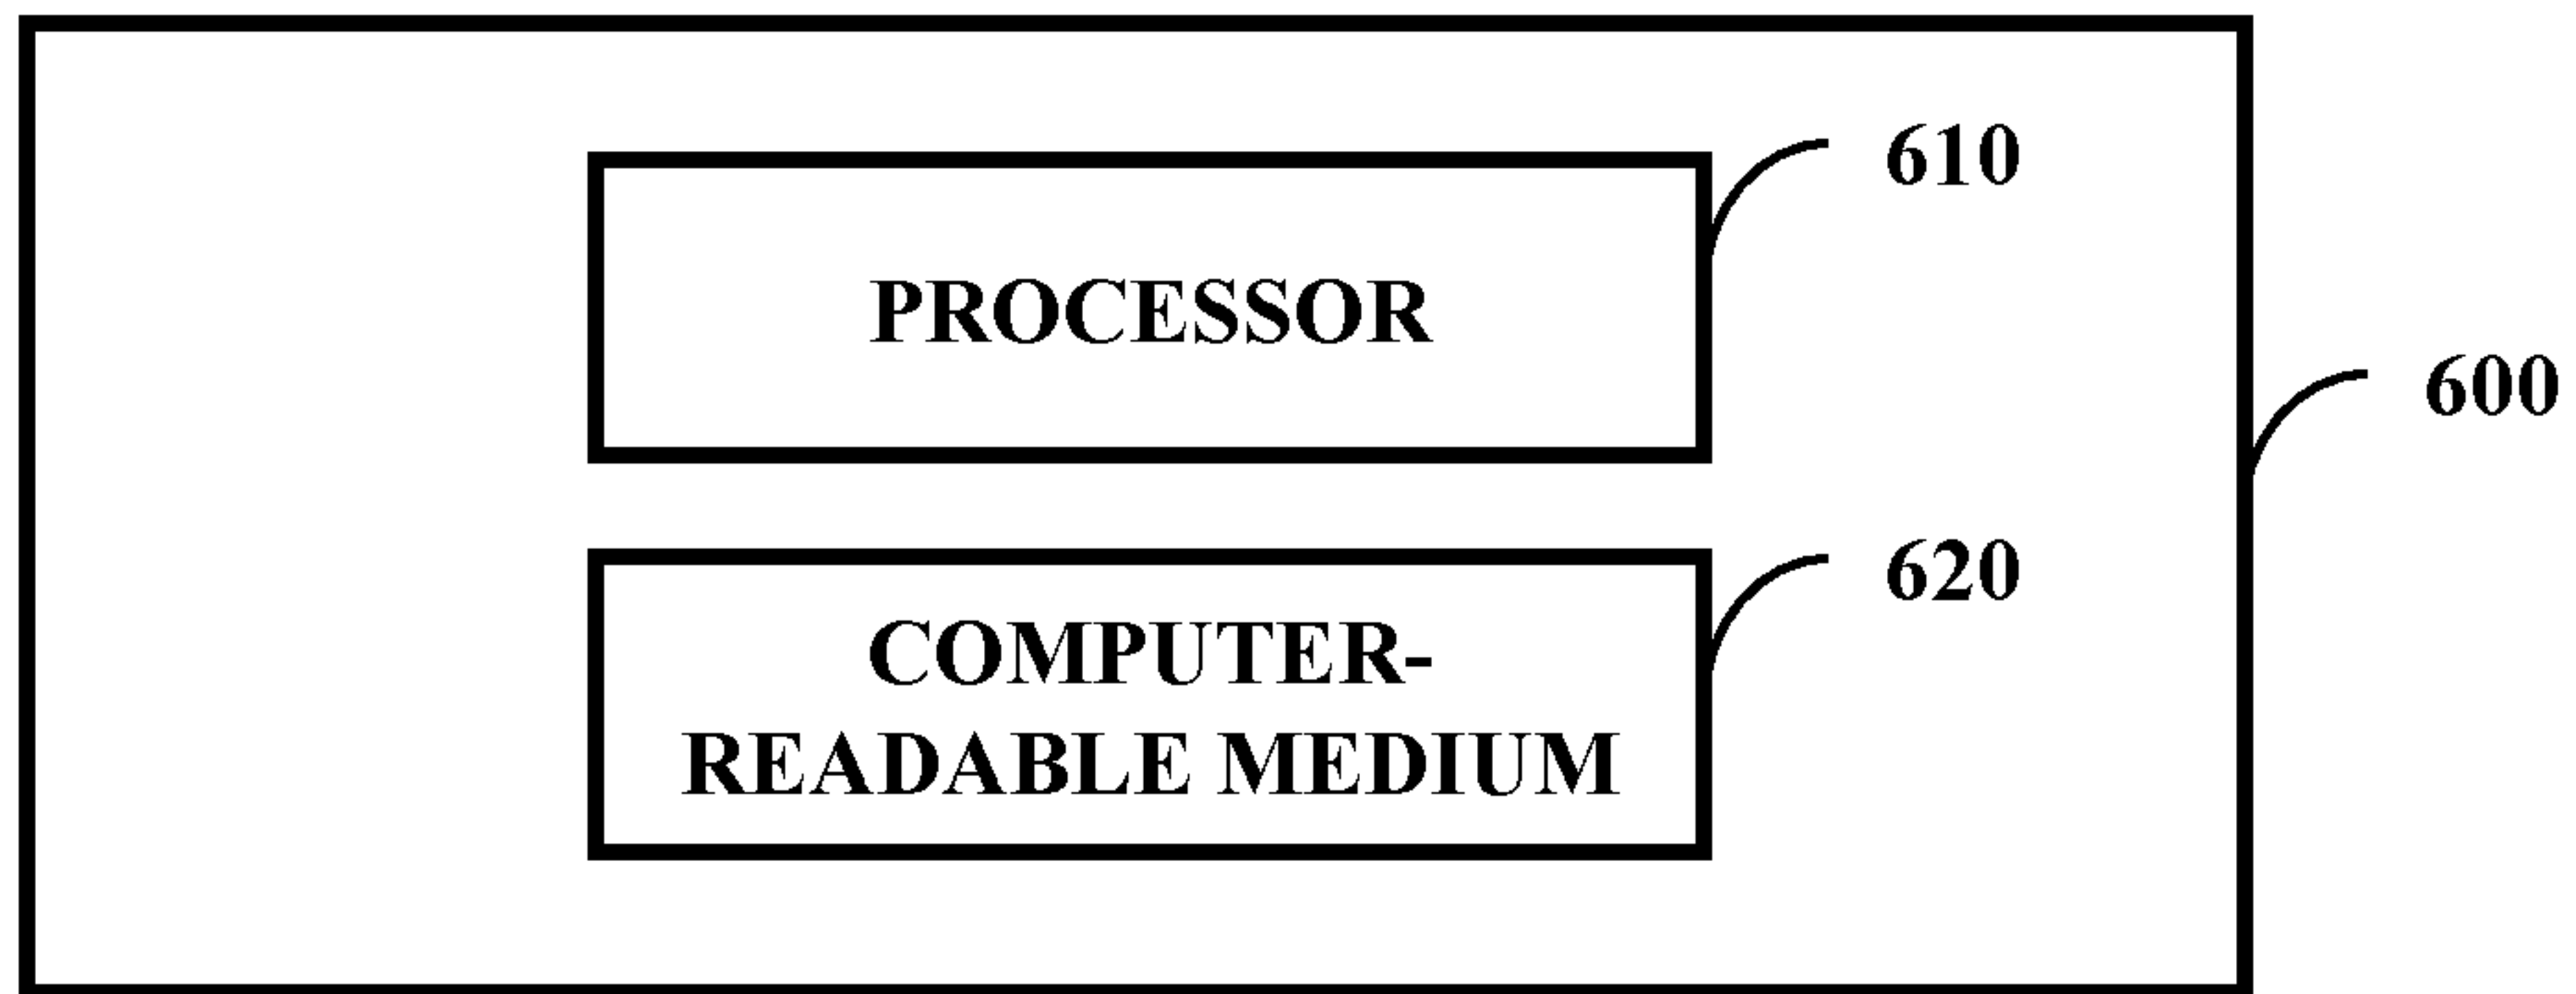 610
PROCESSOR
600
620
COMPUTER-
READABLE MEDIUM